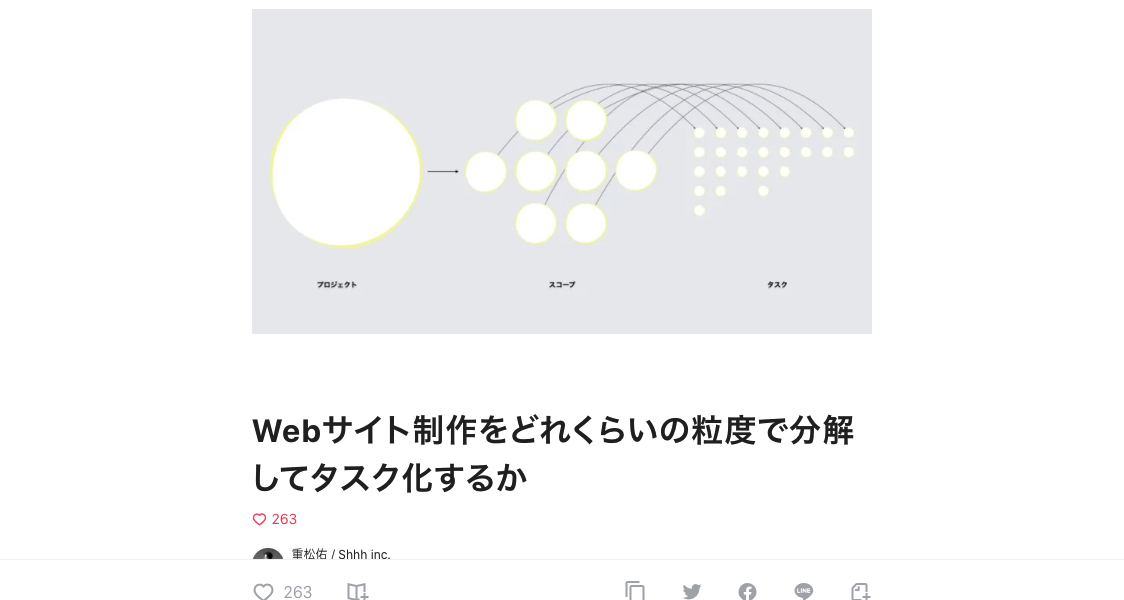 プロジェクト
スコープ
タスク
Webサイト制作をどれくらいの粒度で分解
してタスク化するか
263
重松佑 / Shhh inc.
263
LINE